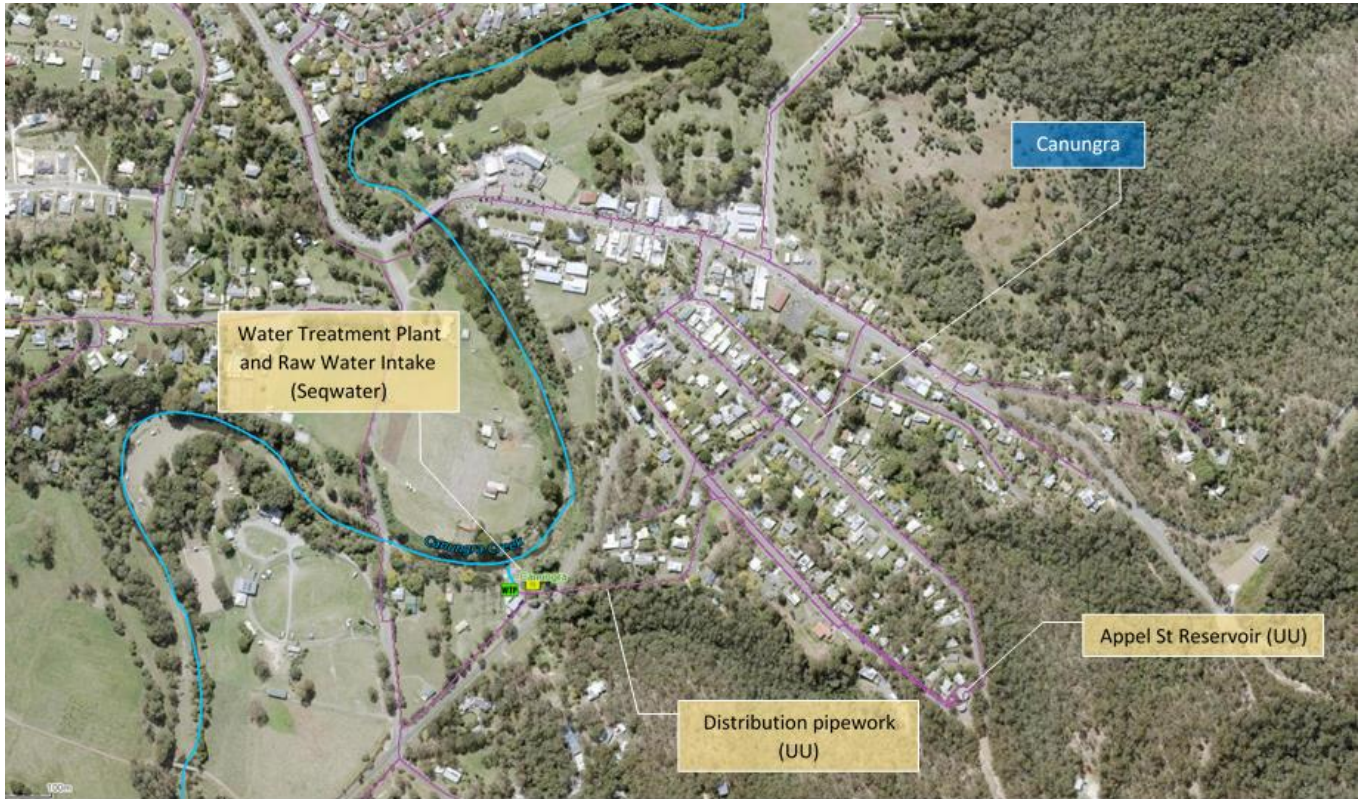 Canungra
Water Treatment Plant
and Raw Water Intake
(Seqwater)
Canungra Creek
Canungra
WTP
Appel St Reservoir (UU)
Distribution pipework
(UU)
100m